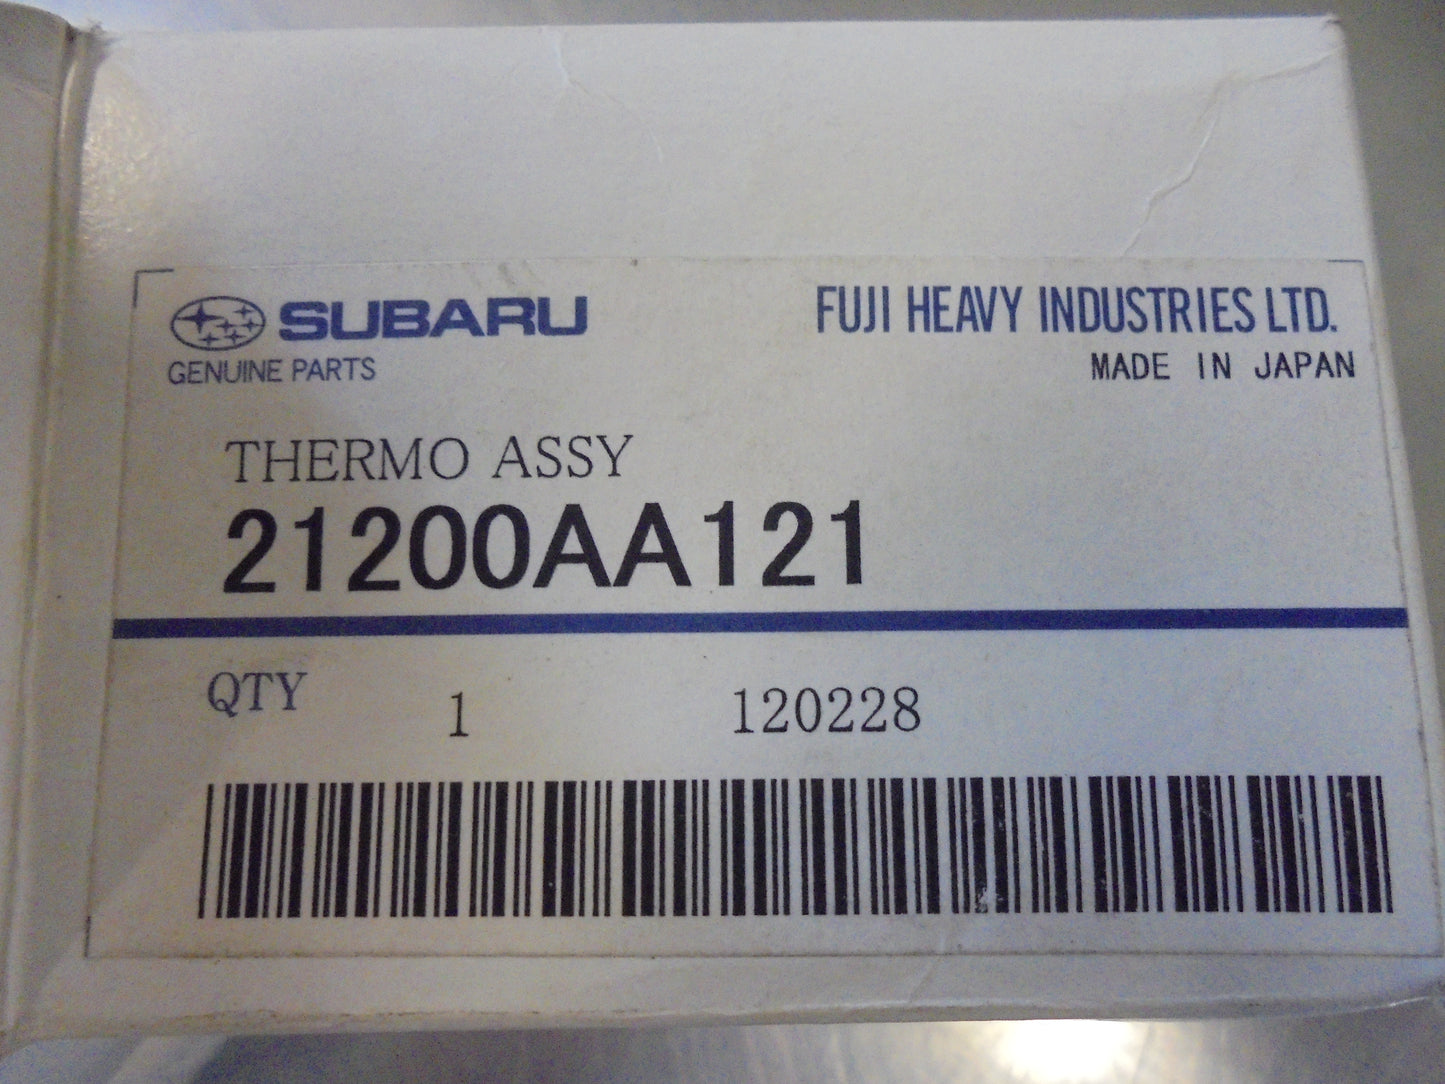 SUBARU
GENUINE PARTS
FUJI HEAVY INDUSTRIES LTD.
MADE IN JAPAN
THERMO ASSY
21200AA121
QTY 1 120228